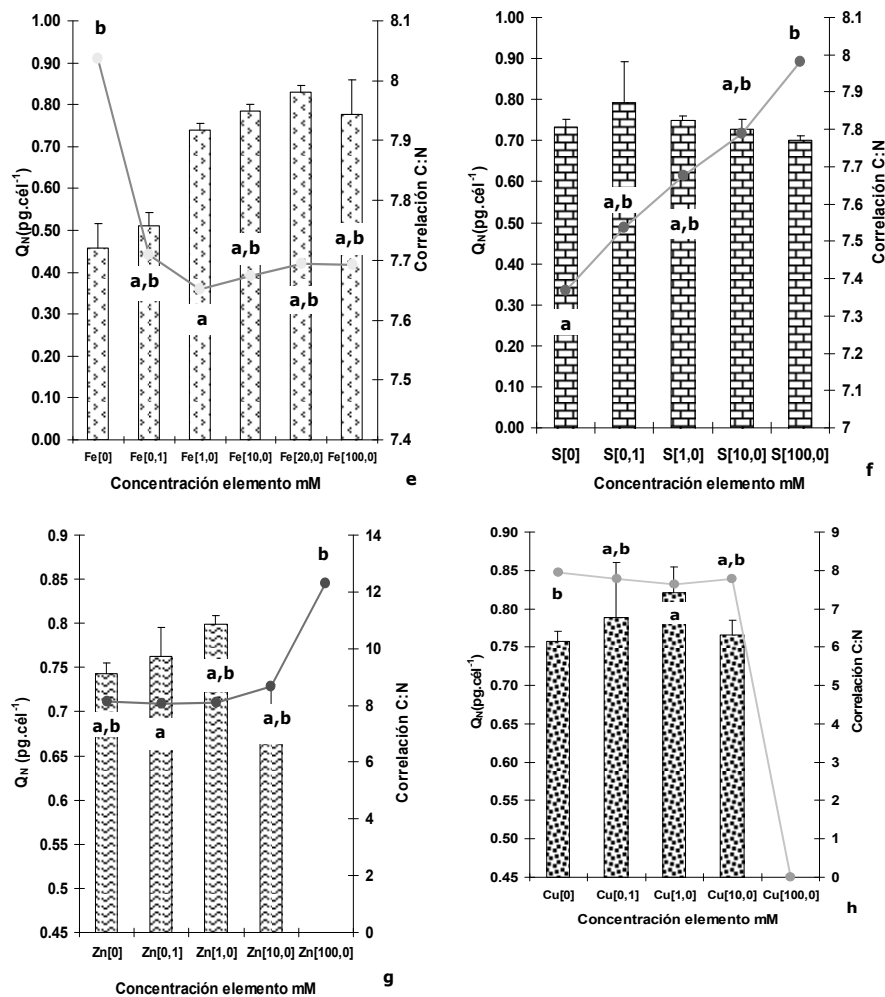 1.00
0.90
0.80
0.70
0.60
0.50
0.40
0.30
0.20
0.10
0.00
Q_N(pg.cél⁻¹)
8.1
8
7.9
7.8
7.7
7.6
7.5
7.4
Correlación C:N
b
a,b
a
a,b
a,b
a,b
Fe[0] Fe[0,1] Fe[1,0] Fe[10,0] Fe[20,0] Fe[100,0]
Concentración elemento mM
e
1.00
0.90
0.80
0.70
0.60
0.50
0.40
0.30
0.20
0.10
0.00
Q_N(pg.cél⁻¹)
8.1
8
7.9
7.8
7.7
7.6
7.5
7.4
7.3
7.2
7.1
7
Correlación C:N
a
a,b
a,b
a,b
b
S[0] S[0,1] S[1,0] S[10,0] S[100,0]
Concentración elemento mM
f
0.9
0.85
0.8
0.75
0.7
0.65
0.6
0.55
0.5
0.45
Q_N (pg.cél⁻¹)
14
12
10
8
6
4
2
0
Correlación C:N
a,b
a
a,b
a,b
b
Zn[0] Zn[0,1] Zn[1,0] Zn[10,0] Zn[100,0]
Concentración elemento mM
g
0.90
0.85
0.80
0.75
0.70
0.65
0.60
0.55
0.50
0.45
Q_N(pg.cél⁻¹)
9
8
7
6
5
4
3
2
1
0
Correlación C:N
b
a,b
a
a,b
Cu[0] Cu[0,1] Cu[1,0] Cu[10,0] Cu[100,0]
Concentración elemento mM
h